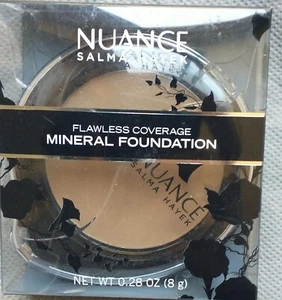 NUANCE
SALMA HAYEK
FLAWLESS COVERAGE
MINERAL FOUNDATION
NUANCE
SALMA HAYEK
NET WT 0.28 OZ (8 g)